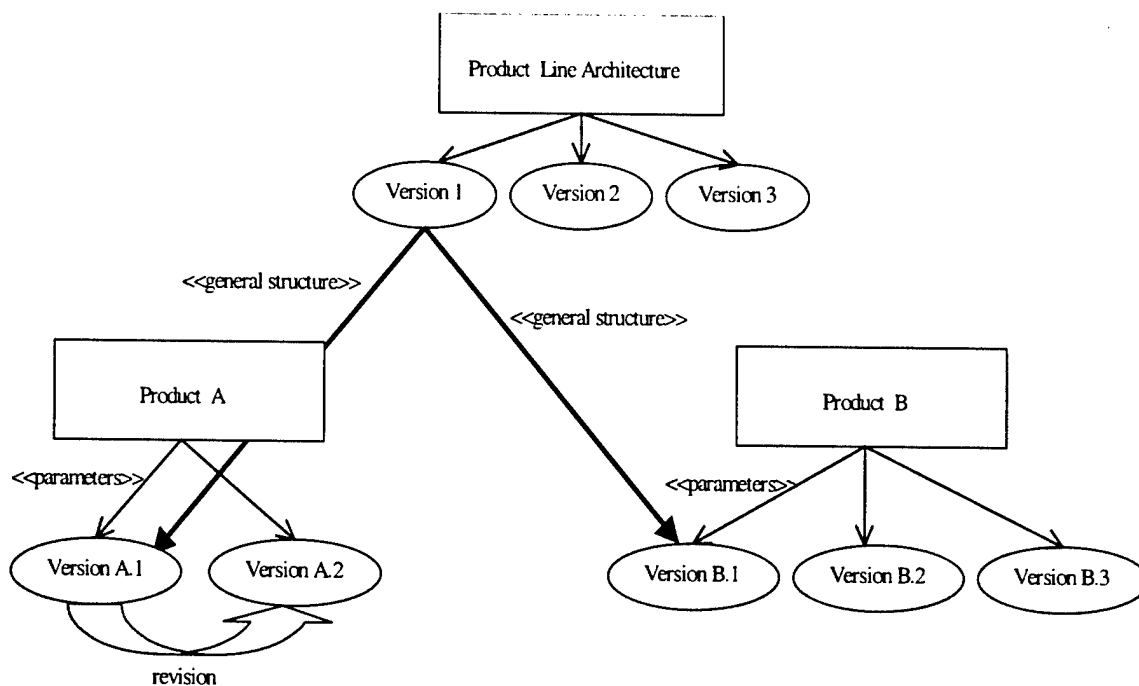 Product Line Architecture
Version 1
Version 2
Version 3
<<general structure>>
<<general structure>>
Product A
Product B
<<parameters>>
<<parameters>>
Version A.1
Version A.2
Version B.1
Version B.2
Version B.3
revision